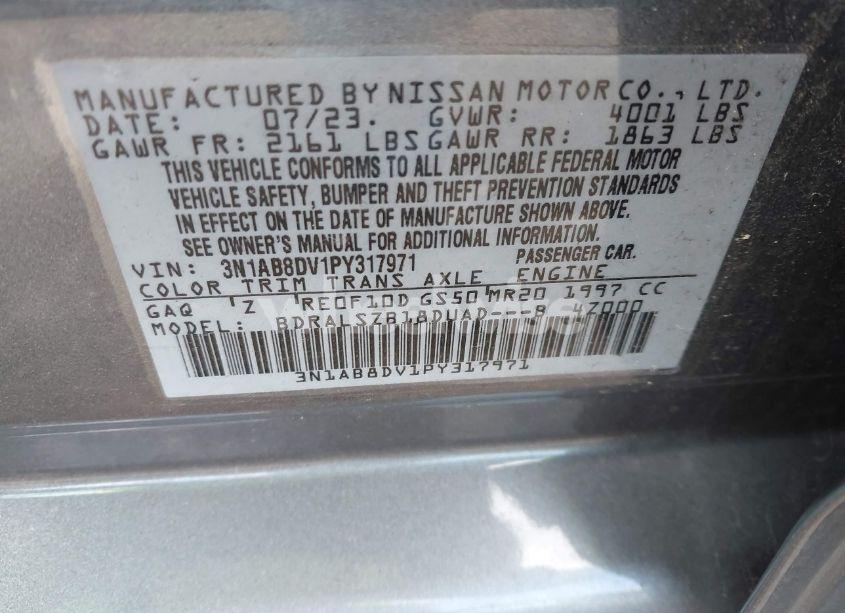 MANUFACTURED BY NISSAN MOTOR CO., LTD.
DATE: 07/23. GVWR: 4001 LBS
GAWR FR: 2161 LBS GAWR RR: 1863 LBS
THIS VEHICLE CONFORMS TO ALL APPLICABLE FEDERAL MOTOR
VEHICLE SAFETY, BUMPER AND THEFT PREVENTION STANDARDS
IN EFFECT ON THE DATE OF MANUFACTURE SHOWN ABOVE.
SEE OWNER'S MANUAL FOR ADDITIONAL INFORMATION.
VIN: 3N1AB8DV1PY317971 PASSENGER CAR.
COLOR TRIM TRANS AXLE ENGINE
GAQ Z RE0F10D GS50 MR20 1997 CC
MODEL: BDRALSZB18DUAD---B 4Z000
3N1AB8DV1PY317971